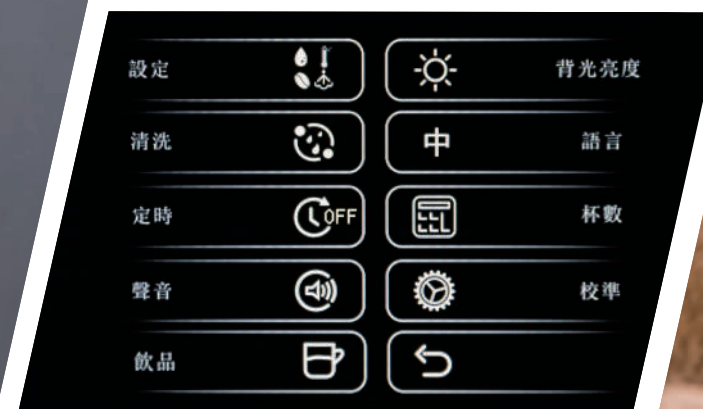 設定
背光亮度
清洗
中
語言
定時
OFF
杯數
聲音
校準
飲品